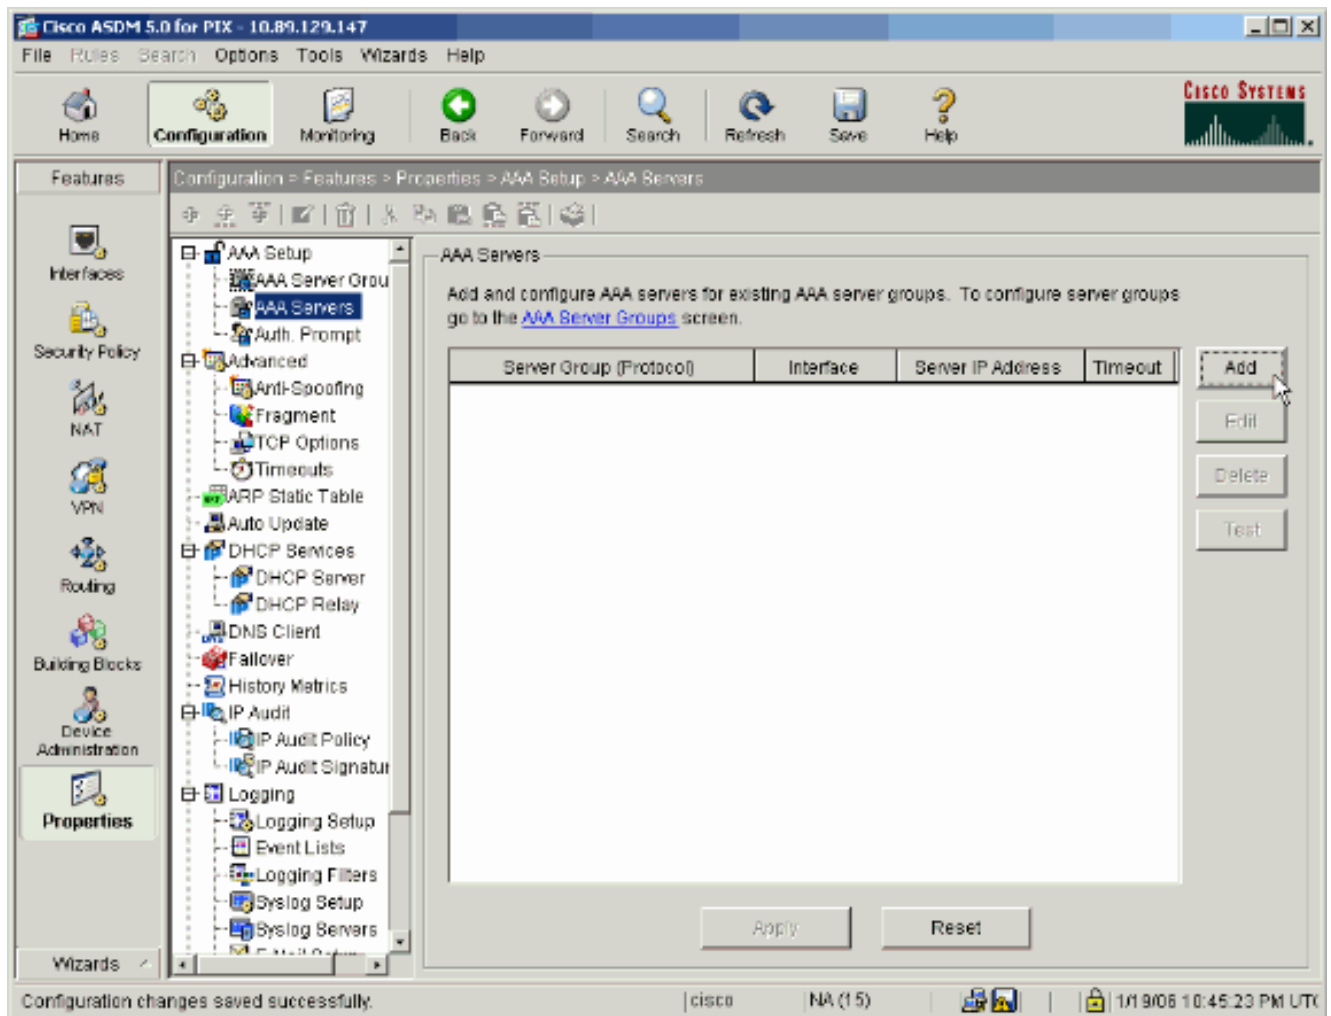 Cisco ASDM 5.0 for PIX - 10.89.129.147
File Rules Search Options Tools Wizards Help
Home Configuration Monitoring Back Forward Search Refresh Save Help
CISCO SYSTEMS
Features
Configuration > Features > Properties > AAA Setup > AAA Servers
Interfaces
Security Policy
NAT
VPN
Routing
Building Blocks
Device
Administration
Properties
Wizards
AAA Setup
AAA Server Grou
AAA Servers
Auth. Prompt
Advanced
Anti-Spoofing
Fragment
TCP Options
Timeouts
ARP Static Table
Auto Update
DHCP Services
DHCP Server
DHCP Relay
DNS Client
Failover
History Metrics
IP Audit
IP Audit Policy
IP Audit Signatur
Logging
Logging Setup
Event Lists
Logging Filters
Syslog Setup
Syslog Servers
AAA Servers
Add and configure AAA servers for existing AAA server groups. To configure server groups
go to the AAA Server Groups screen.
Server Group (Protocol) Interface Server IP Address Timeout
Add
Edit
Delete
Test
Apply Reset
Configuration changes saved successfully. cisco NA (15) 1/19/06 10:45:23 PM UTC